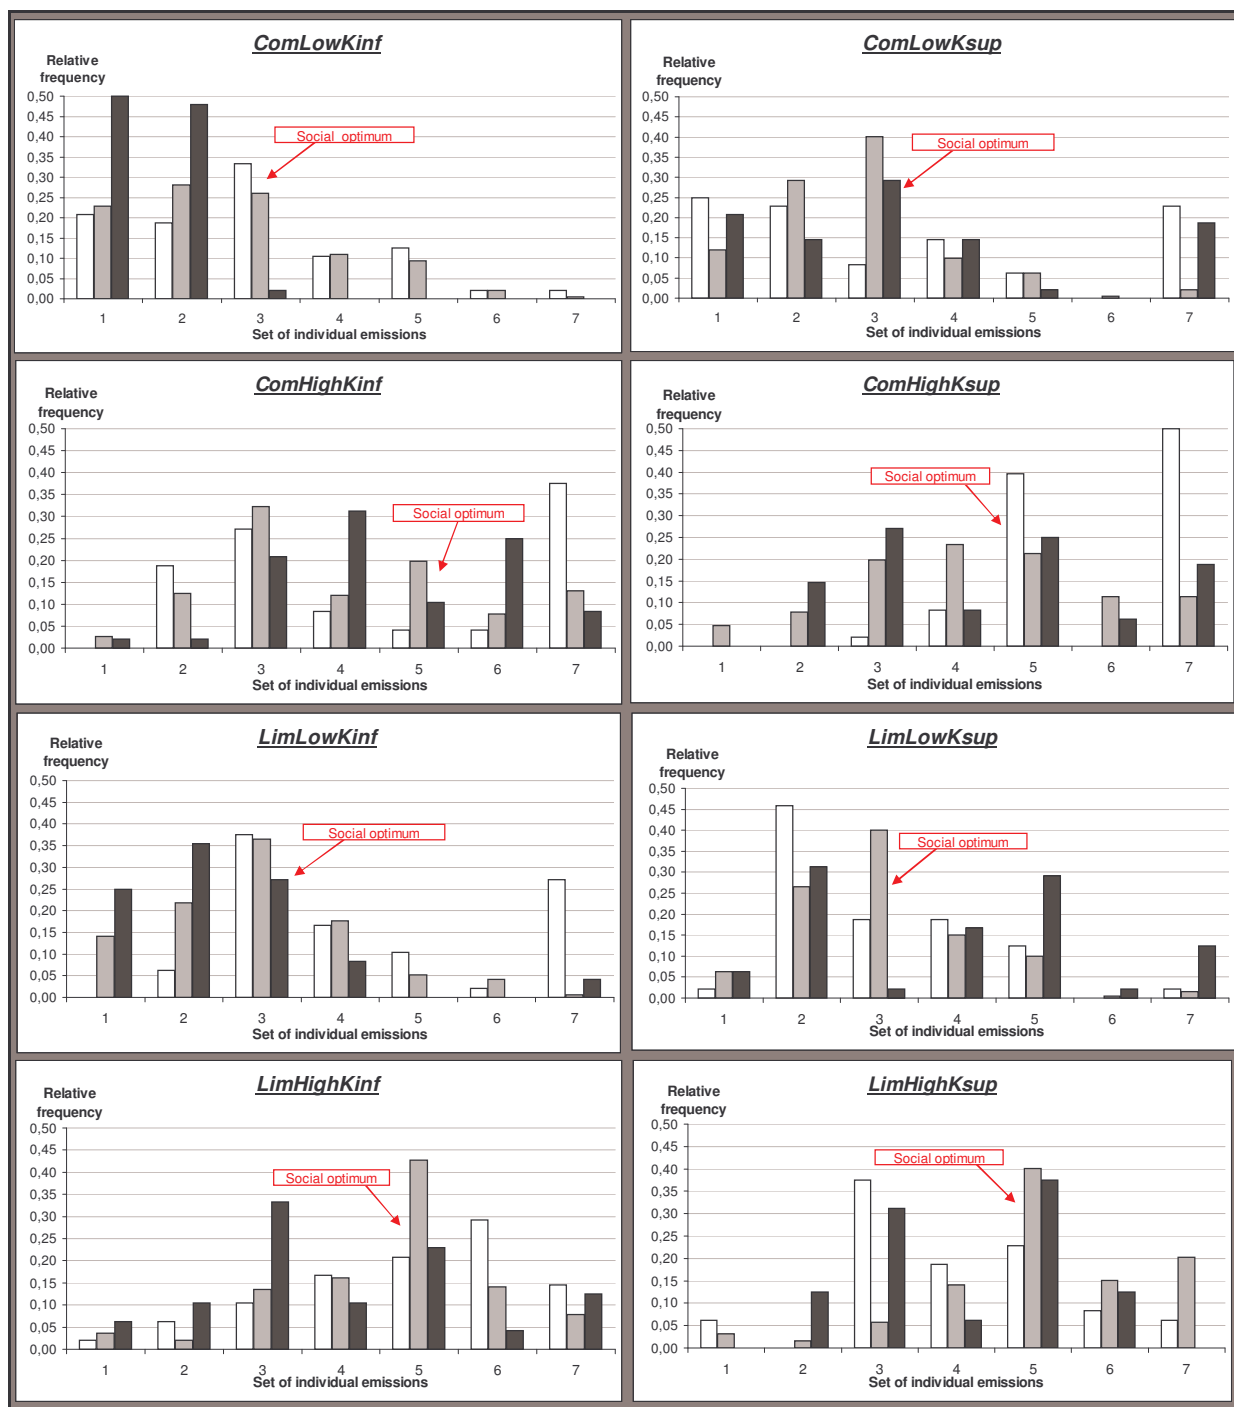 ComLowKinf
Relative
frequency
0,50
0,45
0,40
0,35
0,30
0,25
0,20
0,15
0,10
0,05
0,00
Social optimum
1 2 3 4 5 6 7
Set of individual emissions
ComLowKsup
Relative
frequency
0,50
0,45
0,40
0,35
0,30
0,25
0,20
0,15
0,10
0,05
0,00
Social optimum
1 2 3 4 5 6 7
Set of individual emissions
ComHighKinf
Relative
frequency
0,50
0,45
0,40
0,35
0,30
0,25
0,20
0,15
0,10
0,05
0,00
Social optimum
1 2 3 4 5 6 7
Set of individual emissions
ComHighKsup
Relative
frequency
0,50
0,45
0,40
0,35
0,30
0,25
0,20
0,15
0,10
0,05
0,00
Social optimum
1 2 3 4 5 6 7
Set of individual emissions
LimLowKinf
Relative
frequency
0,50
0,45
0,40
0,35
0,30
0,25
0,20
0,15
0,10
0,05
0,00
Social optimum
1 2 3 4 5 6 7
Set of individual emissions
LimLowKsup
Relative
frequency
0,50
0,45
0,40
0,35
0,30
0,25
0,20
0,15
0,10
0,05
0,00
Social optimum
1 2 3 4 5 6 7
Set of individual emissions
LimHighKinf
Relative
frequency
0,50
0,45
0,40
0,35
0,30
0,25
0,20
0,15
0,10
0,05
0,00
Social optimum
1 2 3 4 5 6 7
Set of individual emissions
LimHighKsup
Relative
frequency
0,50
0,45
0,40
0,35
0,30
0,25
0,20
0,15
0,10
0,05
0,00
Social optimum
1 2 3 4 5 6 7
Set of individual emissions